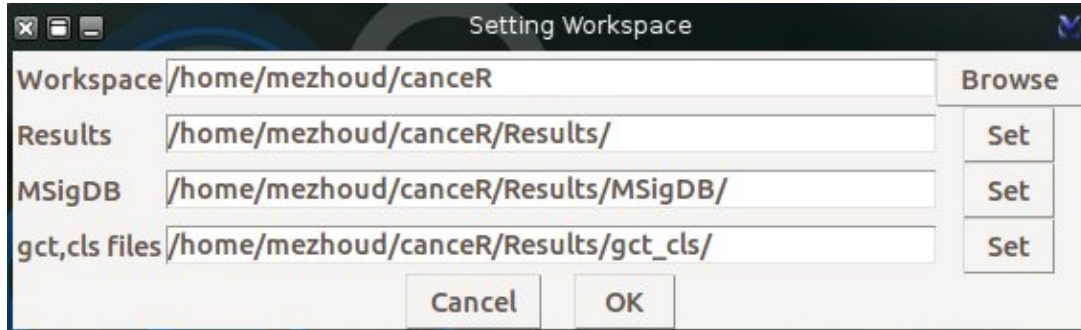 Setting Workspace
Workspace /home/mezhoud/canceR Browse
Results /home/mezhoud/canceR/Results/ Set
MSigDB /home/mezhoud/canceR/Results/MSigDB/ Set
gct,cls files /home/mezhoud/canceR/Results/gct_cls/ Set
Cancel OK